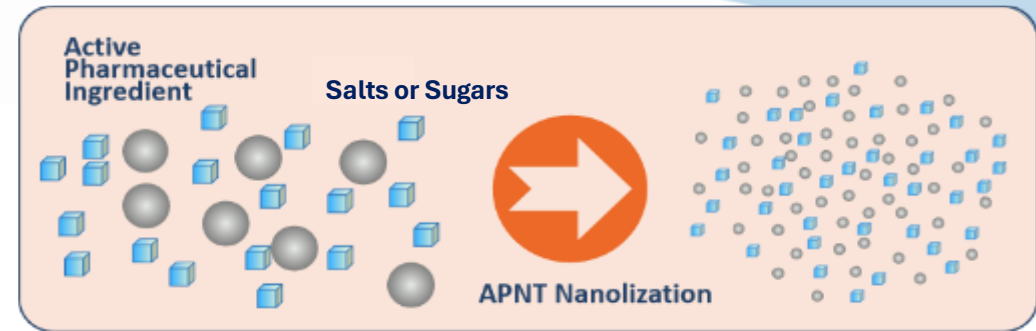 Active
Pharmaceutical
Ingredient
Salts or Sugars
APNT Nanolization